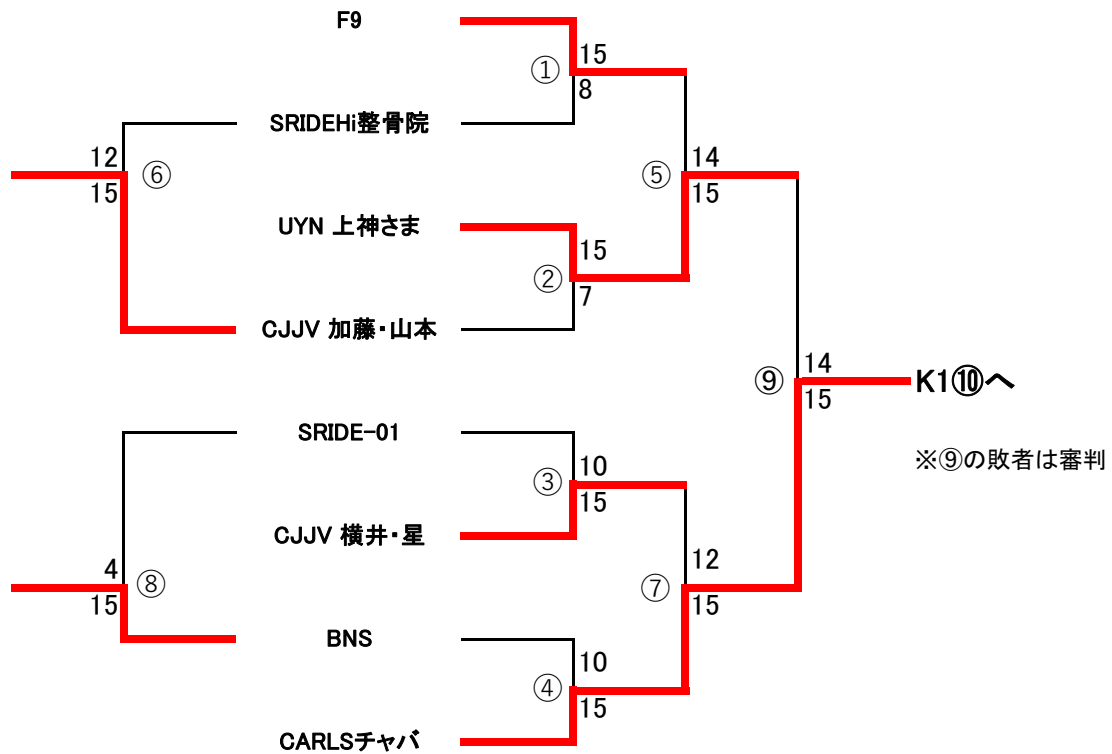 F9
15
①
8
SRIDEHi整骨院
12
14
⑥
⑤
15
15
UYN 上神さま
15
②
7
CJJV 加藤・山本
14
⑨
K1⑩へ
15
SRIDE-01
※⑨の敗者は審判
10
③
15
CJJV 横井・星
4
12
⑧
⑦
15
15
BNS
10
④
15
CARLSチャバ